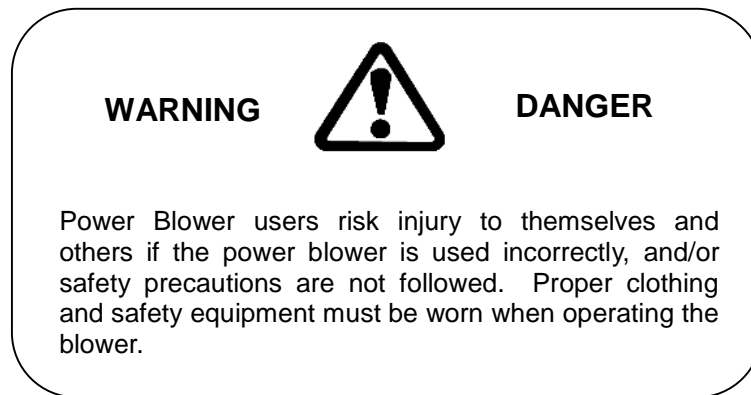 WARNING DANGER
Power Blower users risk injury to themselves and
others if the power blower is used incorrectly, and/or
safety precautions are not followed. Proper clothing
and safety equipment must be worn when operating the
blower.